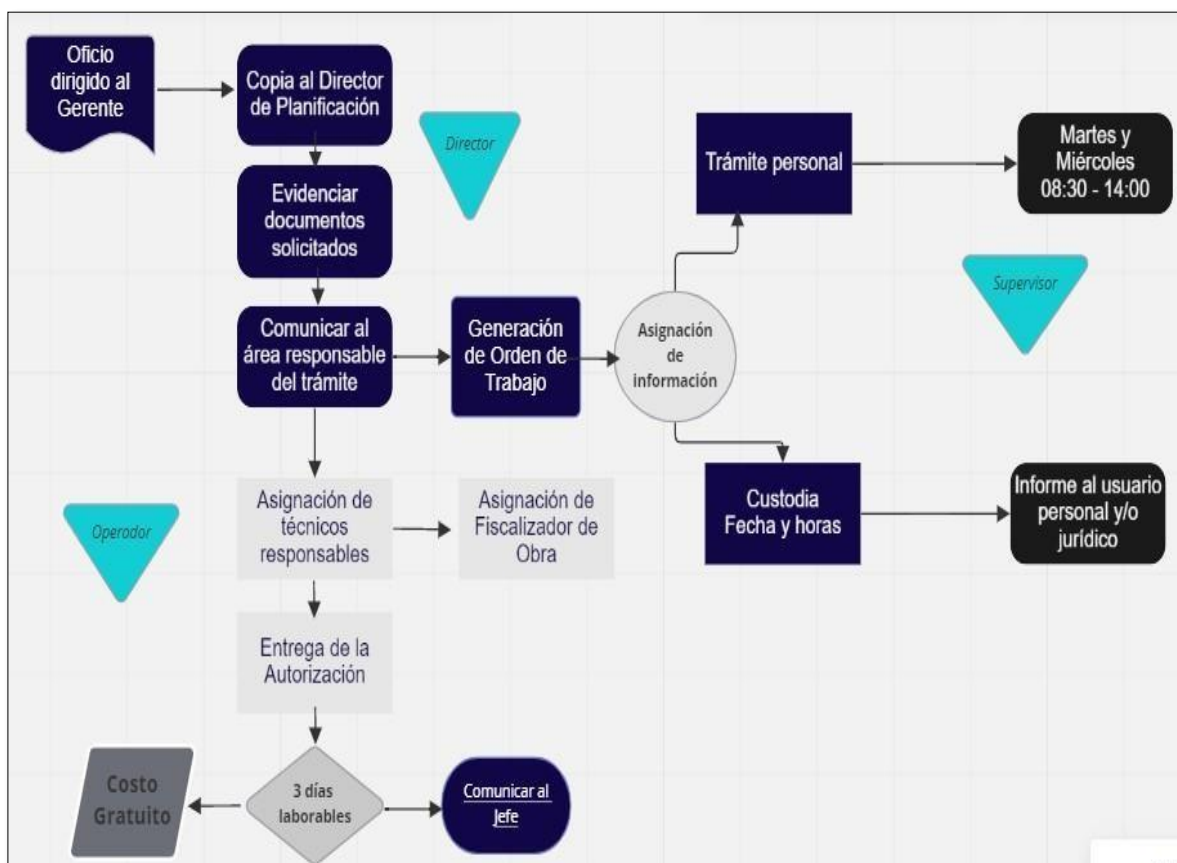 Oficio
dirigido al
Gerente
Copia al Director
de Planificación
Director
Evidenciar
documentos
solicitados
Trámite personal
Martes y
Miércoles
08:30 - 14:00
Supervisor
Comunicar al
área responsable
del trámite
Generación
de Orden de
Trabajo
Asignación
de
información
Custodia
Fecha y horas
Informe al usuario
personal y/o
jurídico
Operador
Asignación de
técnicos
responsables
Asignación de
Fiscalizador de
Obra
Entrega de la
Autorización
Costo
Gratuito
3 días
laborables
Comunicar al
Jefe